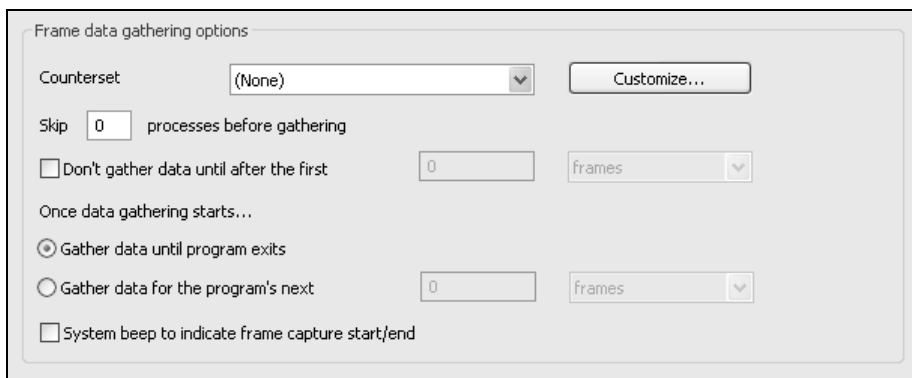 Frame data gathering options
Counterset (None) Customize...
Skip 0 processes before gathering
Don't gather data until after the first 0 frames
Once data gathering starts...
Gather data until program exits
Gather data for the program's next 0 frames
System beep to indicate frame capture start/end